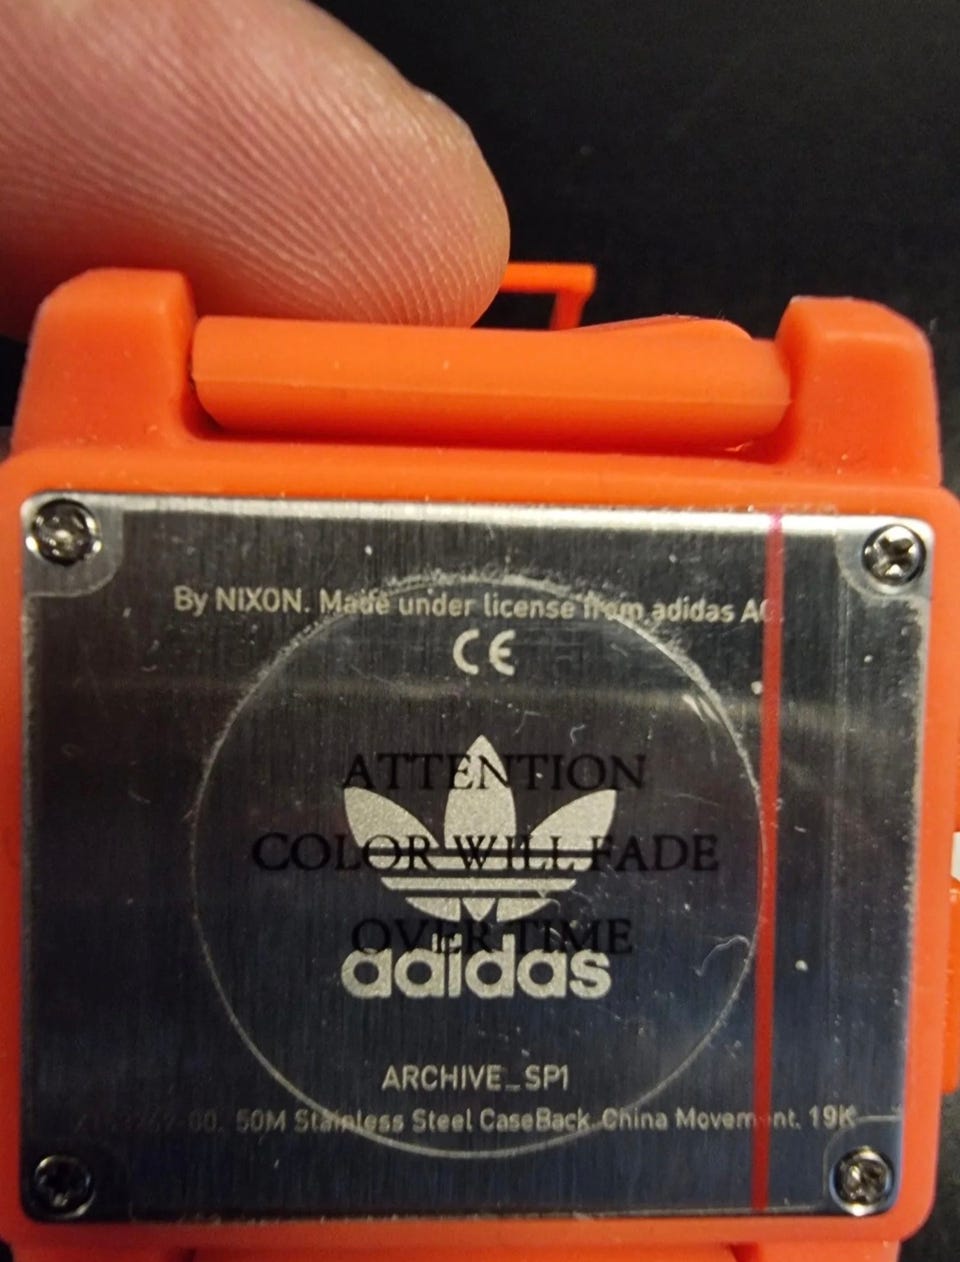 By NIXON. Made under license from adidas AG.
CE
ATTENTION
COLOR WILL FADE
OVER TIME
adidas
ARCHIVE_SP1
50M Stainless Steel CaseBack. China Movement. 19K